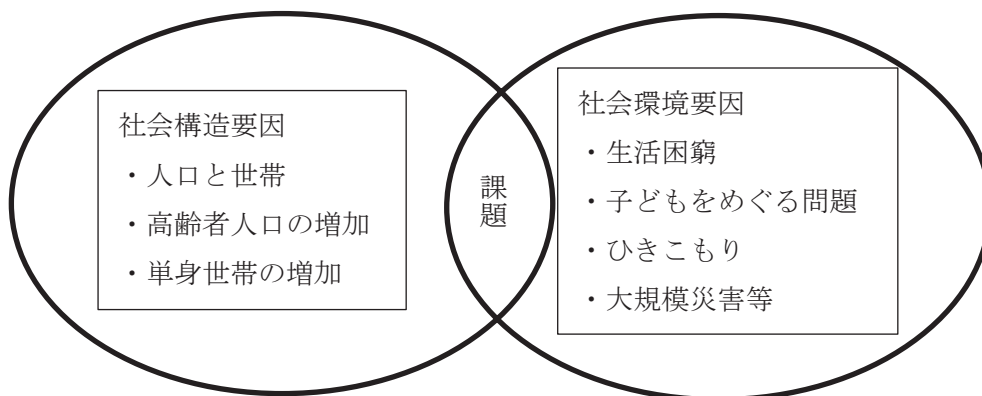 社会構造要因
・人口と世帯
・高齢者人口の増加
・単身世帯の増加
課題
社会環境要因
・生活困窮
・子どもをめぐる問題
・ひきこもり
・大規模災害等